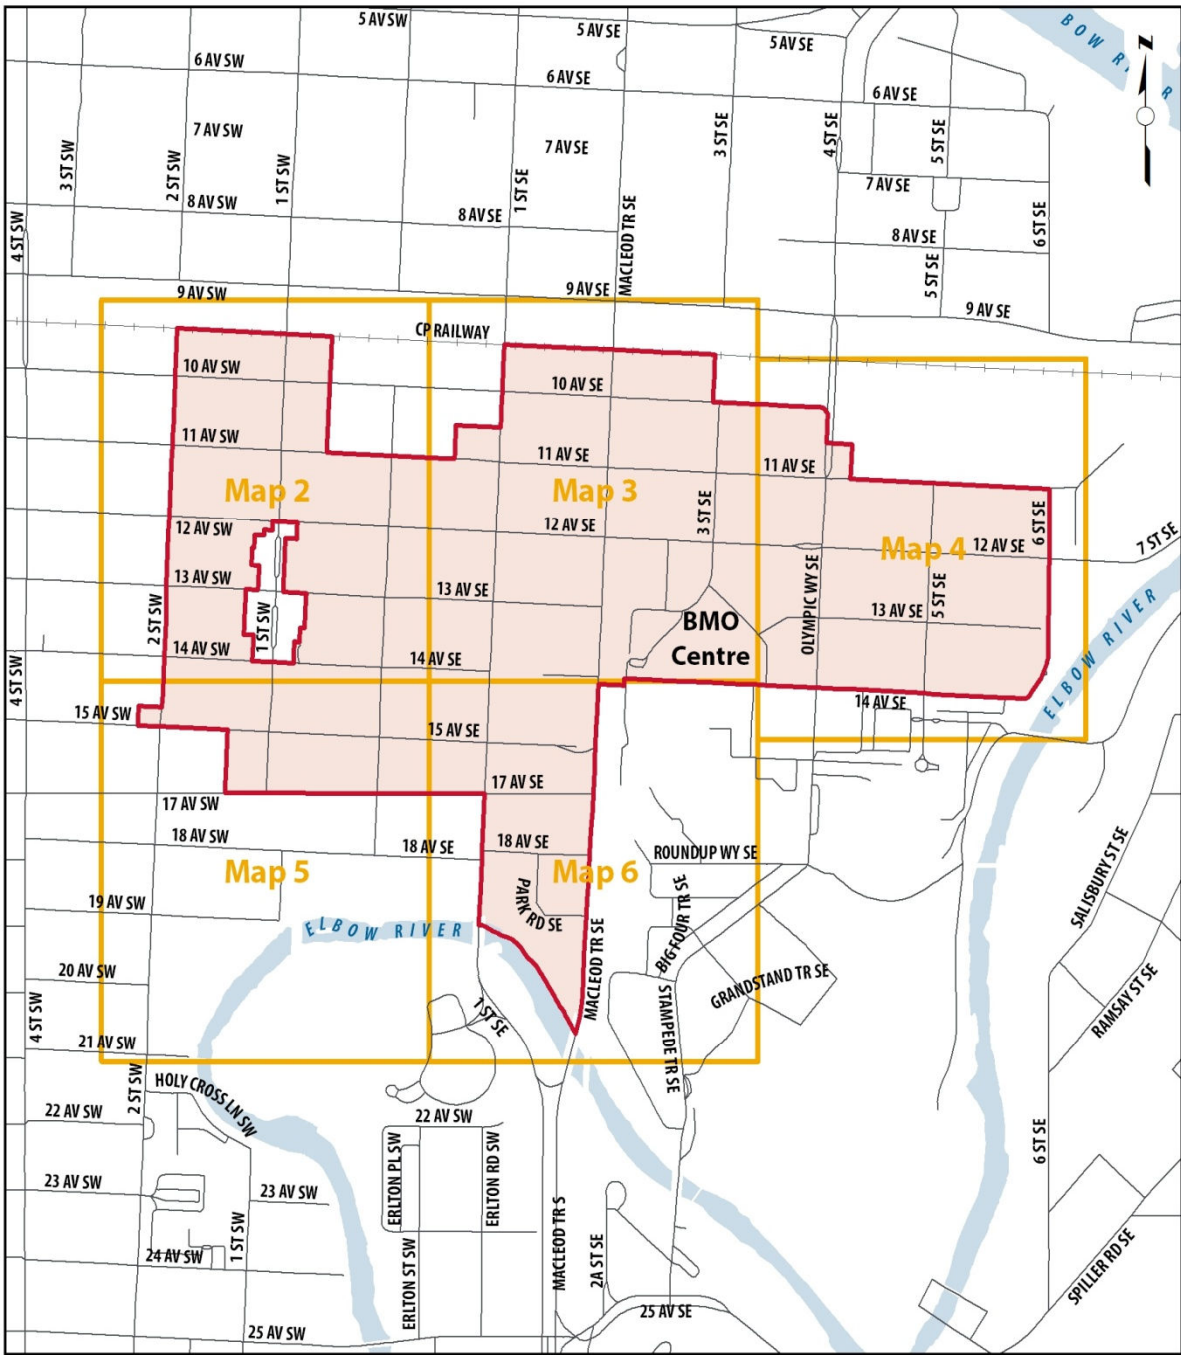 5 AV SW
5 AV SE
5 AV SE
BOW RI
R
N
6 AV SW
6 AV SE
6 AV SE
7 AV SW
7 AV SE
3 ST SW
2 ST SW
1 ST SW
1 ST SE
3 ST SE
4 ST SE
5 ST SE
7 AV SE
8 AV SW
8 AV SE
8 AV SE
4 ST SW
MACLEOD TR SE
5 ST SE
6 ST SE
9 AV SW
9 AV SE
9 AV SE
CP RAILWAY
10 AV SW
10 AV SE
11 AV SW
11 AV SE
11 AV SE
Map 2
Map 3
3 ST SE
6 ST SE
12 AV SW
12 AV SE
Map 4
12 AV SE
7 ST SE
13 AV SW
13 AV SE
OLYMPIC WY SE
5 ST SE
13 AV SE
2 ST SW
1 ST SW
BMO
Centre
ELBOW RIVER
14 AV SW
14 AV SE
4 ST SW
14 AV SE
15 AV SW
15 AV SE
17 AV SW
17 AV SE
18 AV SW
18 AV SE
18 AV SE
ROUNDUP WY SE
Map 5
Map 6
SALISBURY ST SE
19 AV SW
PARK RD SE
BIG FOUR TR SE
ELBOW RIVER
20 AV SW
MACLEOD TR SE
GRANDSTAND TR SE
RAMSAY ST SE
4 ST SW
1 ST SE
STAMPEDE TR SE
21 AV SW
2 ST SW
HOLY CROSS LN SW
22 AV SW
22 AV SW
6 ST SE
23 AV SW
23 AV SW
ERLTON PL SW
ERLTON RD SW
1 ST SW
24 AV SW
ERLTON ST SW
MACLEOD TR S
2A ST SE
SPILLER RD SE
25 AV SW
25 AV SE